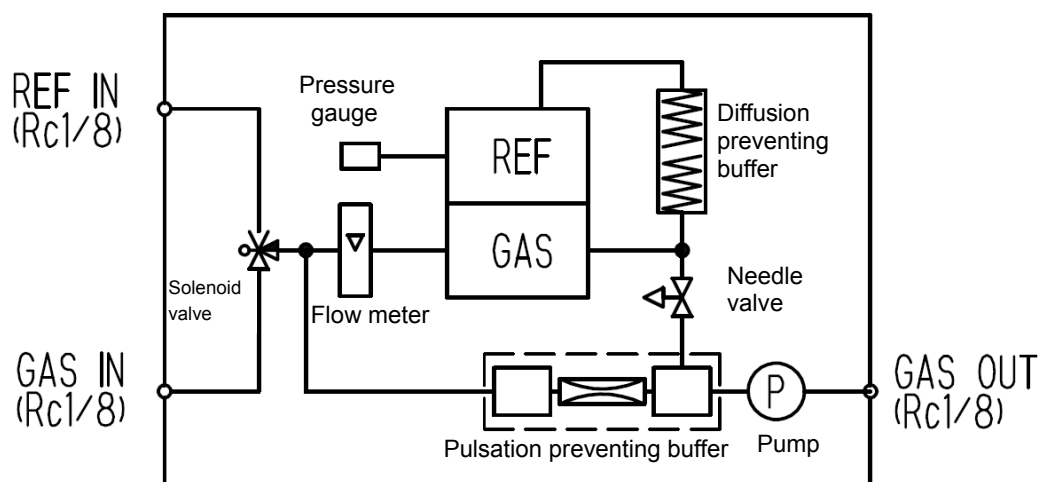 REF IN
(Rc1/8)
Pressure
gauge
REF
Diffusion
preventing
buffer
GAS
Solenoid
valve
Flow meter
Needle
valve
GAS IN
(Rc1/8)
P
GAS OUT
(Rc1/8)
Pulsation preventing buffer
Pump